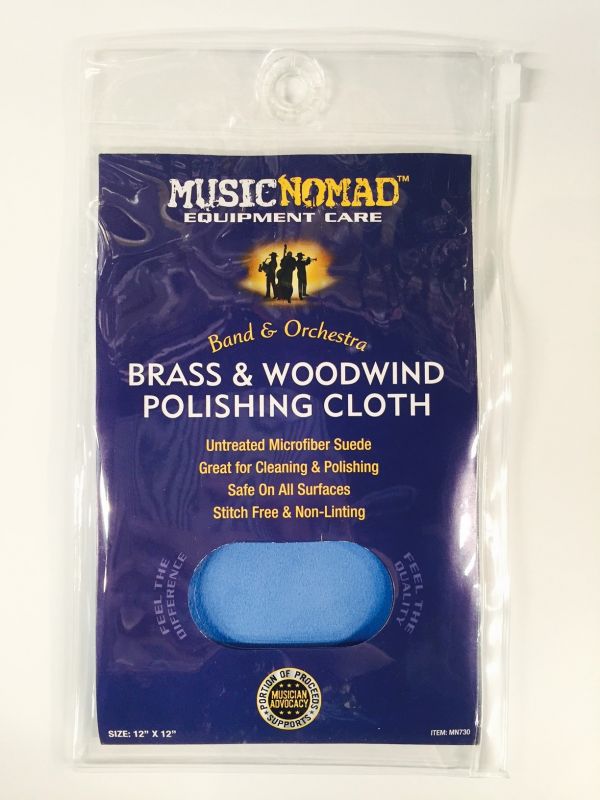 MUSICNOMAD™
EQUIPMENT CARE
Band & Orchestra
BRASS & WOODWIND
POLISHING CLOTH
Untreated Microfiber Suede
Great for Cleaning & Polishing
Safe On All Surfaces
Stitch Free & Non-Linting
FEEL THE
DIFFERENCE
FEEL THE
QUALITY
PORTION OF PROCEEDS
MUSICIAN
ADVOCACY
SUPPORTS
SIZE: 12" X 12"
ITEM: MN730